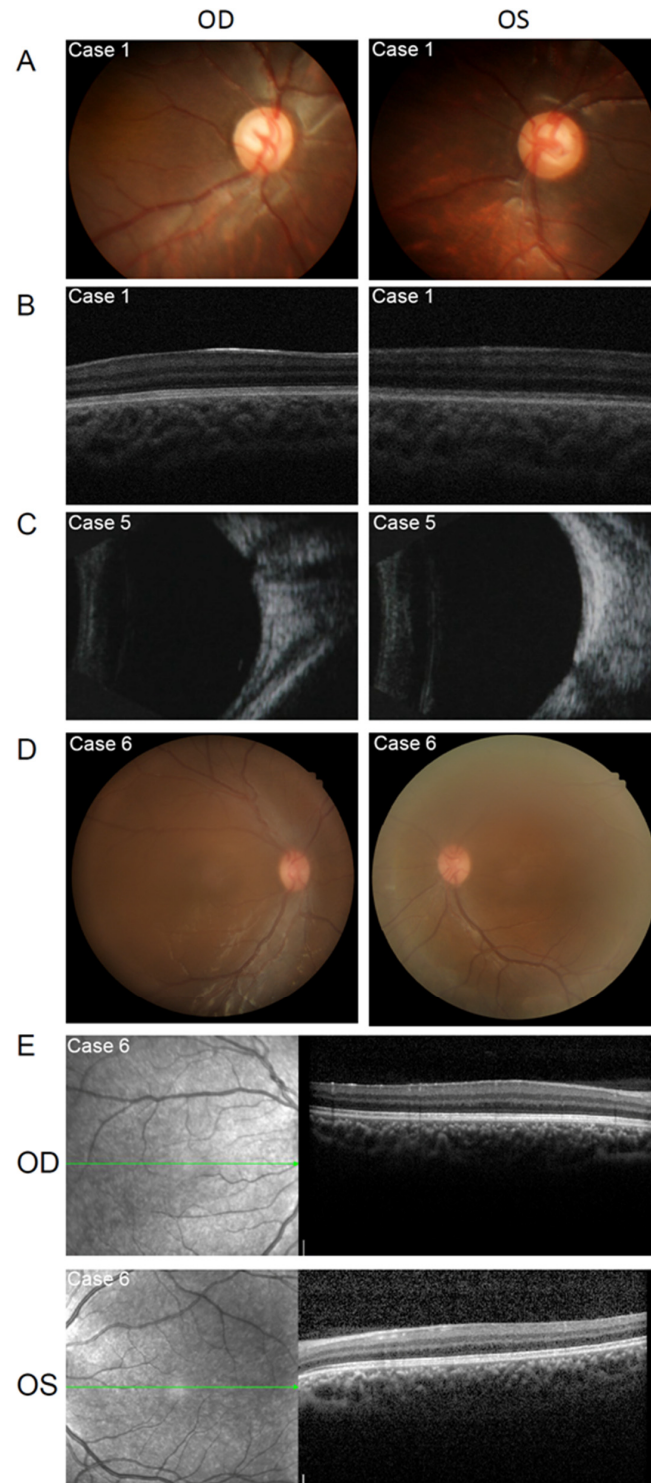 OD OS
A
Case 1 Case 1
B
Case 1 Case 1
C
Case 5 Case 5
D
Case 6 Case 6
E
Case 6
OD
Case 6
OS